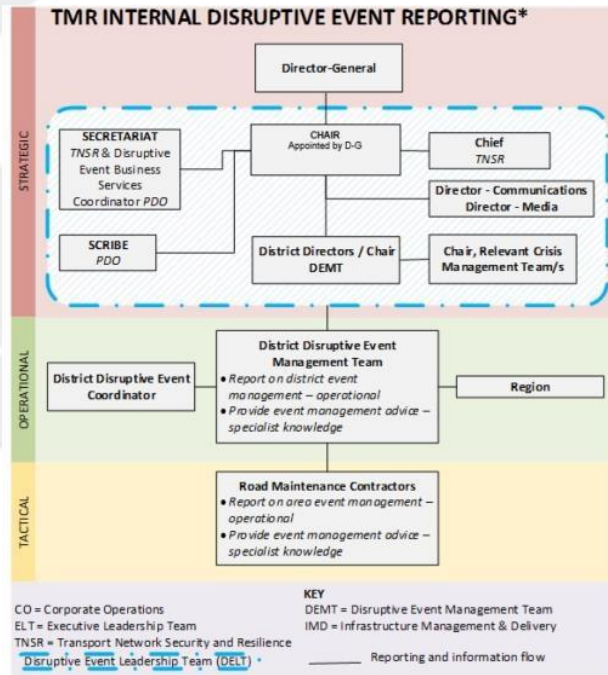 TMR INTERNAL DISRUPTIVE EVENT REPORTING*
STRATEGIC
Director-General
SECRETARIAT
TNSR & Disruptive
Event Business
Services
Coordinator PDO
CHAIR
Appointed by D-G
Chief
TNSR
Director - Communications
Director - Media
SCRIBE
PDO
District Directors / Chair
DEMT
Chair, Relevant Crisis
Management Team/s
OPERATIONAL
District Disruptive Event
Coordinator
District Disruptive Event
Management Team
• Report on district event
management – operational
• Provide event management advice –
specialist knowledge
Region
TACTICAL
Road Maintenance Contractors
• Report on area event management –
operational
• Provide event management advice –
specialist knowledge
KEY
CO = Corporate Operations
ELT = Executive Leadership Team
TNSR = Transport Network Security and Resilience
Disruptive Event Leadership Team (DELT)
DEMT = Disruptive Event Management Team
IMD = Infrastructure Management & Delivery
Reporting and information flow